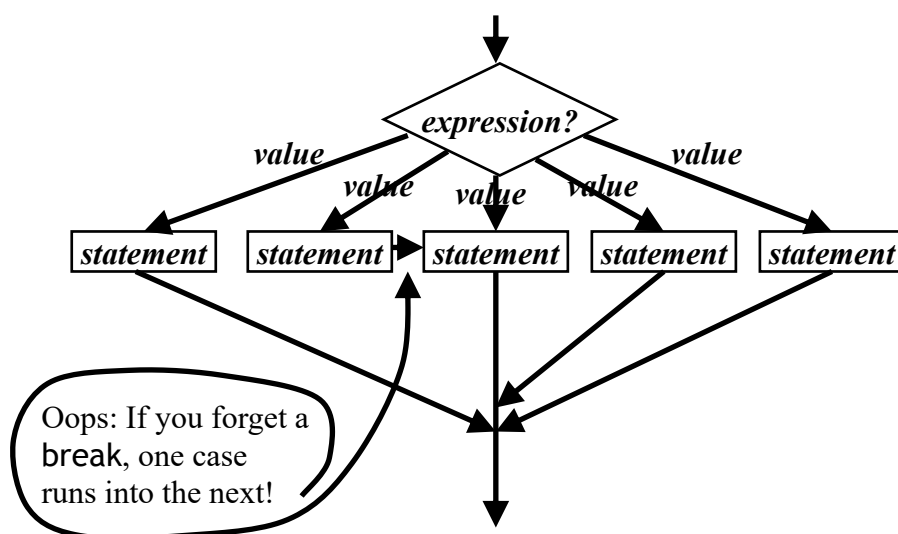 expression?
value
value
value
value
value
statement
statement
statement
statement
statement
Oops: If you forget a
break, one case
runs into the next!